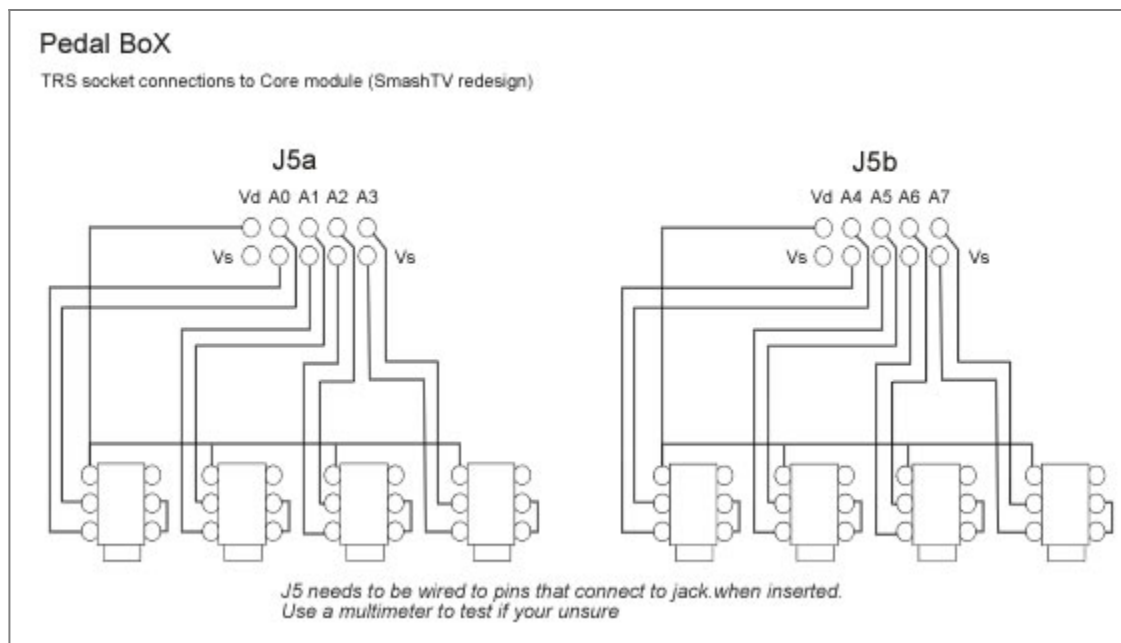 Pedal BoX
TRS socket connections to Core module (SmashTV redesign)
J5a
Vd A0 A1 A2 A3
Vs Vs
J5b
Vd A4 A5 A6 A7
Vs Vs
J5 needs to be wired to pins that connect to jack.when inserted.
Use a multimeter to test if your unsure